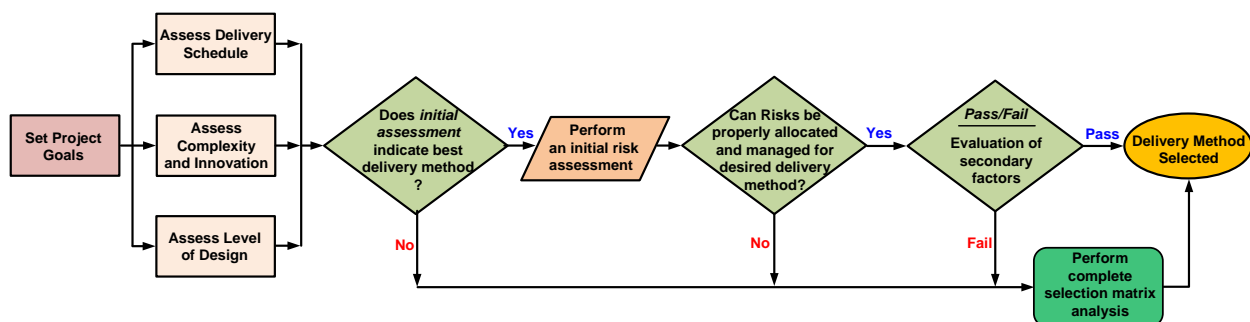 Set Project
Goals
Assess Delivery
Schedule
Assess
Complexity
and Innovation
Assess Level
of Design
Does initial
assessment
indicate best
delivery method
?
Yes
No
Perform
an initial risk
assessment
Can Risks be
properly allocated
and managed for
desired delivery
method?
Yes
No
Pass/Fail
Evaluation of
secondary
factors
Pass
Fail
Delivery Method
Selected
Perform
complete
selection matrix
analysis